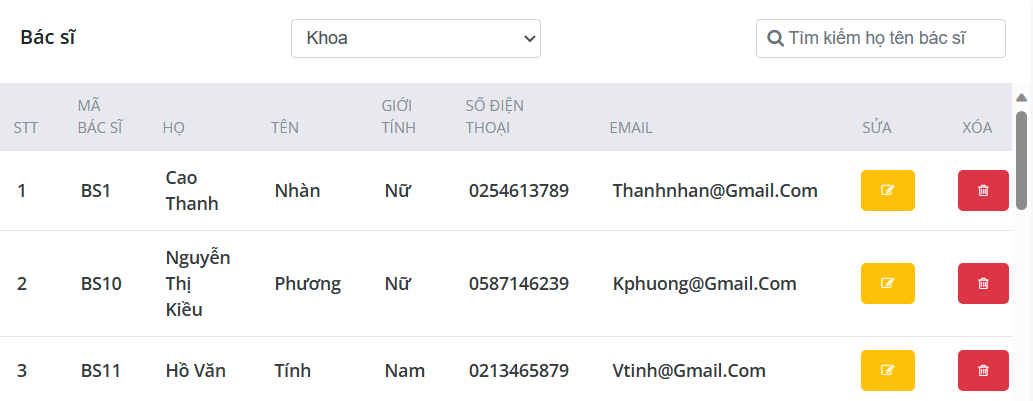 Bác sĩ
Khoa
Tìm kiếm họ tên bác sĩ
STT MÃ BÁC SĨ HỌ TÊN GIỚI TÍNH SỐ ĐIỆN THOẠI EMAIL SỬA XÓA
1 BS1 Cao Thanh Nhàn Nữ 0254613789 Thanhnhan@Gmail.Com
2 BS10 Nguyễn Thị Kiều Phương Nữ 0587146239 Kphuong@Gmail.Com
3 BS11 Hồ Văn Tính Nam 0213465879 Vtinh@Gmail.Com